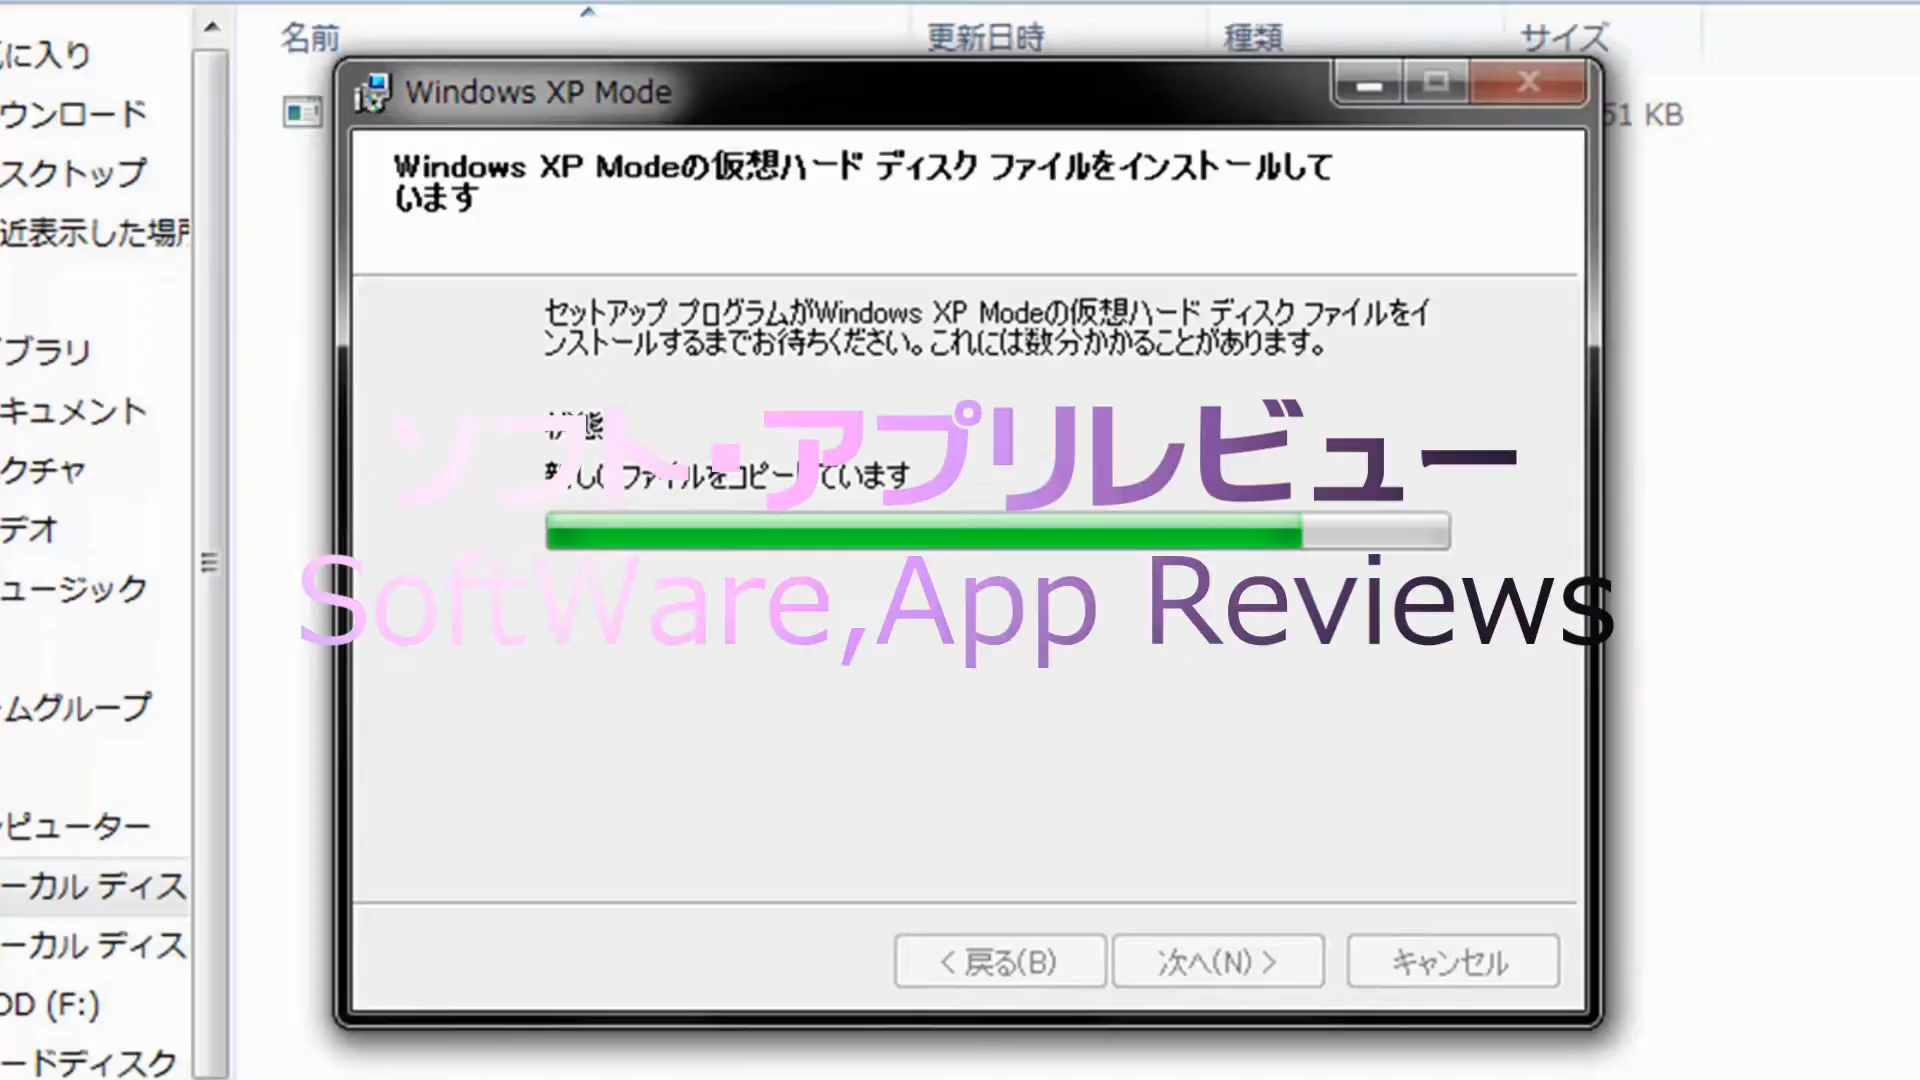 名前 更新日時 種類 サイズ
に入り
ウンロード
スクトップ
近表示した場所
ブラリ
キュメント
クチャ
デオ
ュージック
ムグループ
ピューター
ーカル ディス
ーカル ディス
(F:)
ードディスク
51 KB
Windows XP Mode
Windows XP Modeの仮想ハード ディスク ファイルをインストールして
います
セットアップ プログラムがWindows XP Modeの仮想ハード ディスク ファイルをイ
ンストールするまでお待ちください。これには数分かかることがあります。
状態
新しいファイルをコピーしています
ソフト・アプリレビュー
SoftWare,App Reviews
< 戻る(B) 次へ(N) > キャンセル